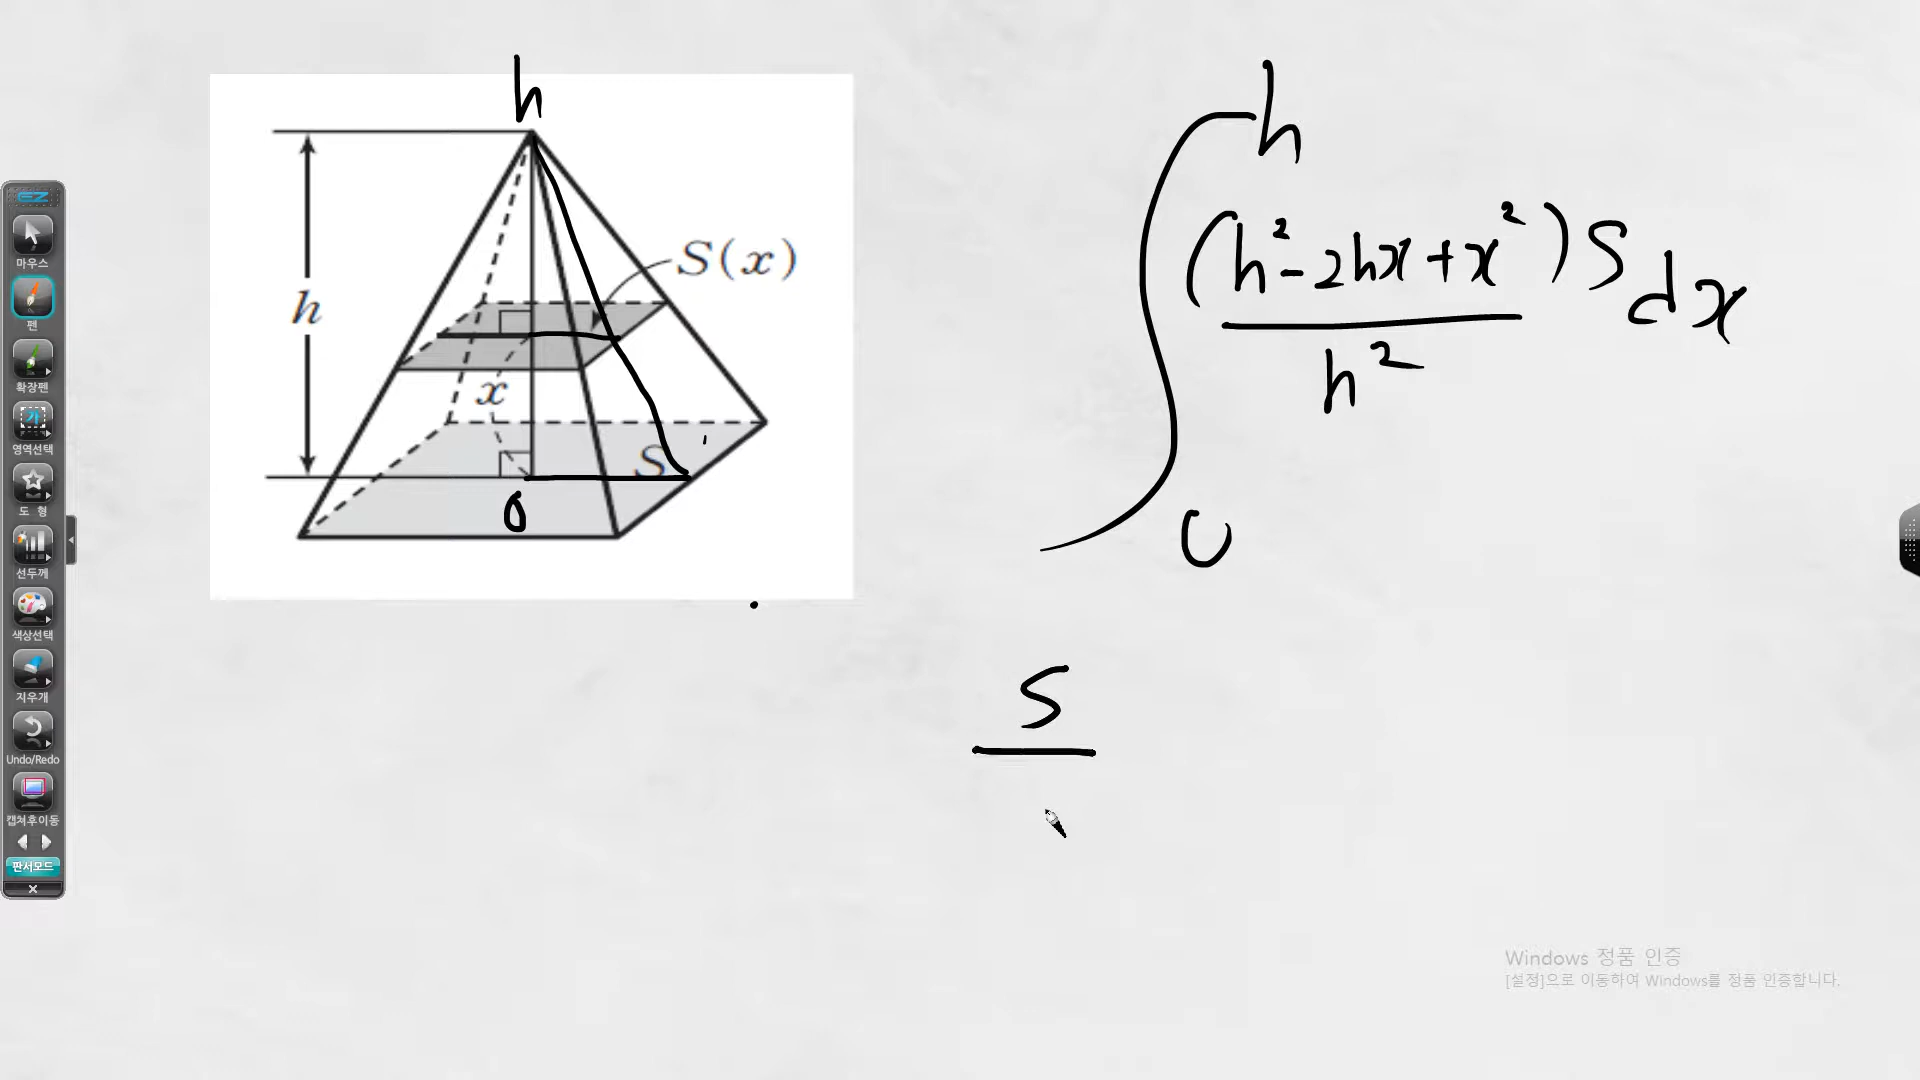 EZ
마우스
펜
확장펜
영역선택
도 형
선두께
색상선택
지우개
Undo/Redo
캡쳐후이동
판서모드
x
h
h
S(x)
x
S
0
h
(h²-2hx+x²)S dx
h²
0
S
Windows 정품 인증
[설정]으로 이동하여 Windows를 정품 인증합니다.